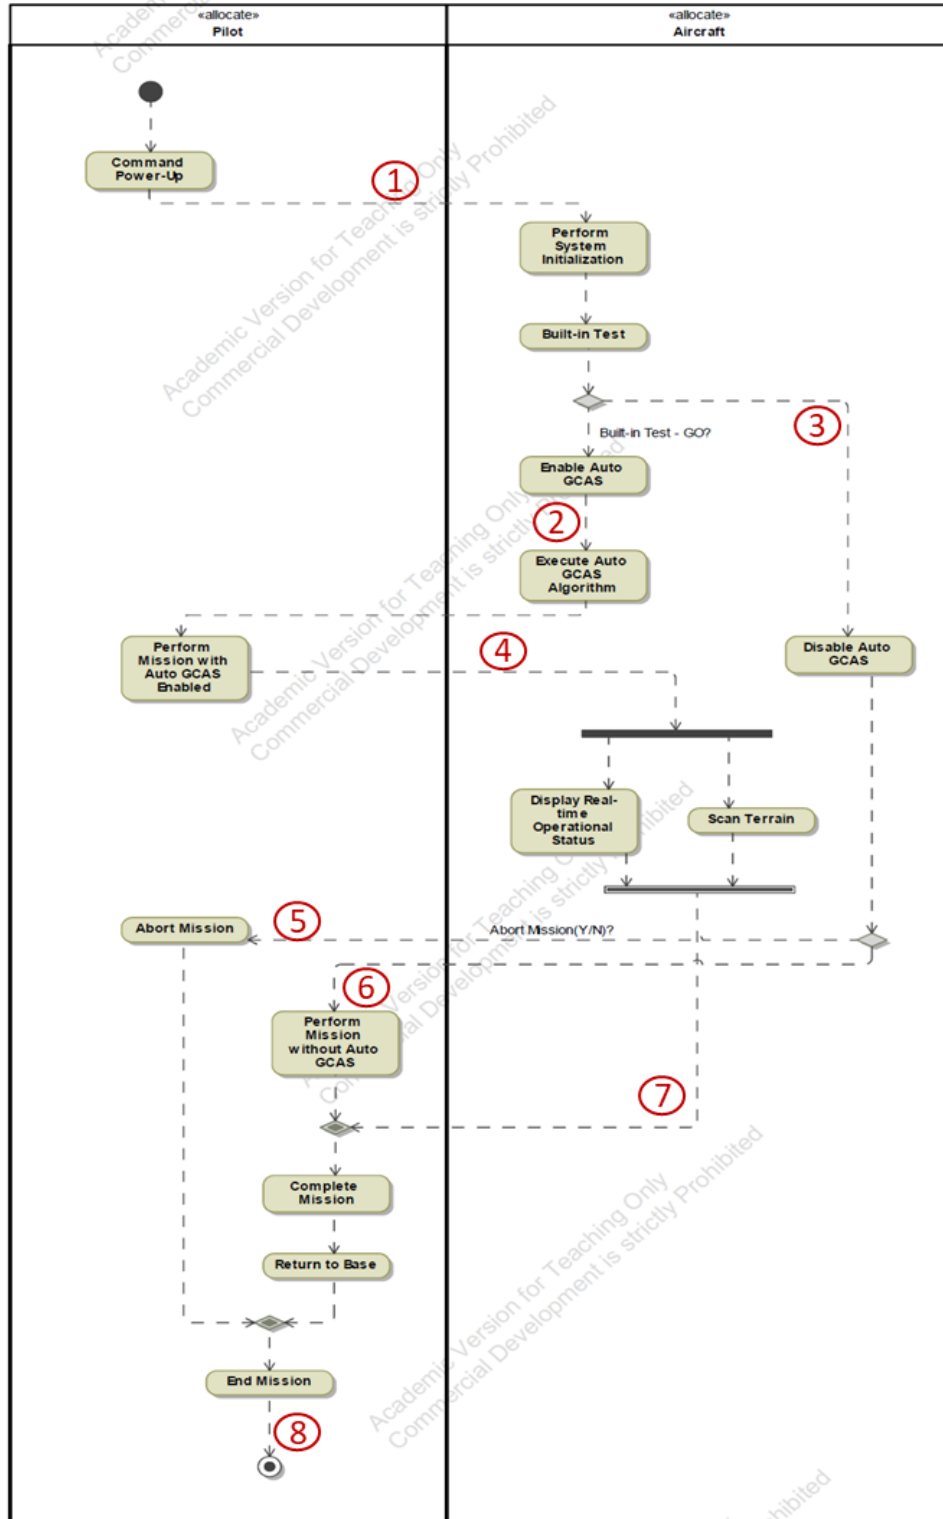 «allocate»
Pilot
«allocate»
Aircraft
Academic Version for Teaching Only
Commercial Development is strictly Prohibited
Command
Power-Up
1
Perform
System
Initialization
Built-in Test
3
Built-in Test - GO?
Enable Auto
GCAS
2
Execute Auto
GCAS
Algorithm
Academic Version for Teaching Only
Commercial Development is strictly Prohibited
Perform
Mission with
Auto GCAS
Enabled
4
Disable Auto
GCAS
Display Real-
time
Operational
Status
Scan Terrain
Abort Mission
5
Abort Mission(Y/N)?
6
Perform
Mission
without Auto
GCAS
7
Complete
Mission
Return to Base
Academic Version for Teaching Only
Commercial Development is strictly Prohibited
End Mission
8